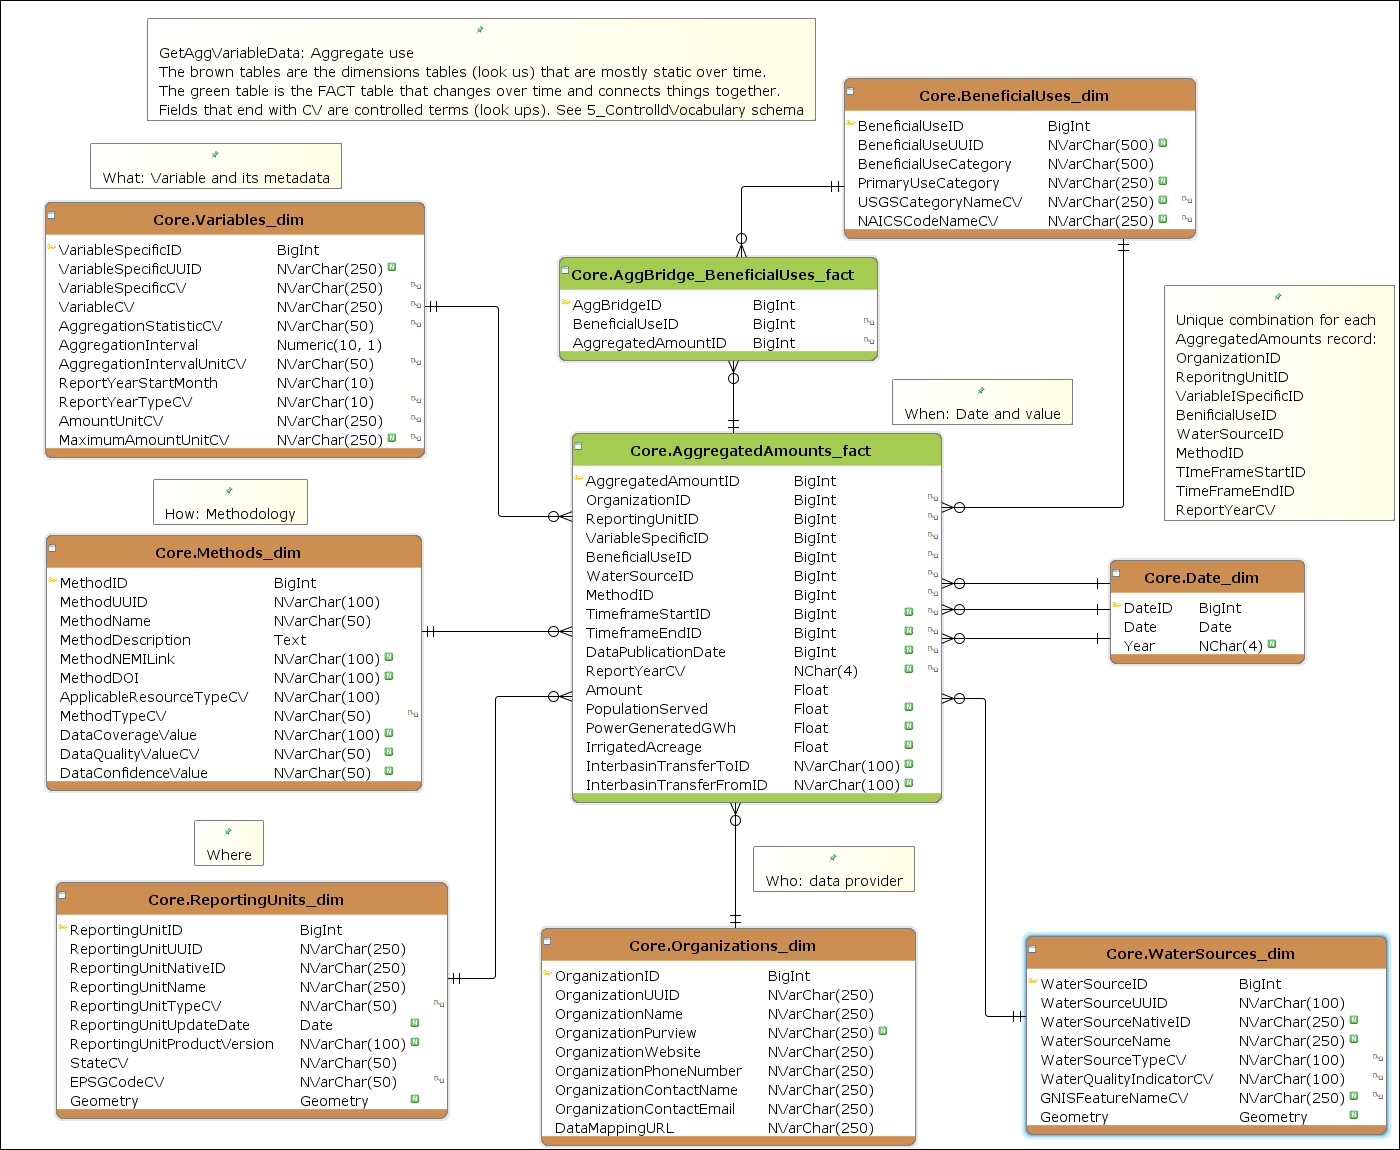 GetAggVariableData: Aggregate use
The brown tables are the dimensions tables (look us) that are mostly static over time.
The green table is the FACT table that changes over time and connects things together.
Fields that end with CV are controlled terms (look ups). See 5_ControlldVocabulary schema
What: Variable and its metadata
Core.Variables_dim
VariableSpecificID BigInt
VariableSpecificUUID NVarChar(250) N
VariableSpecificCV NVarChar(250)
VariableCV NVarChar(250)
AggregationStatisticCV NVarChar(50)
AggregationInterval Numeric(10, 1)
AggregationIntervalUnitCV NVarChar(50)
ReportYearStartMonth NVarChar(10)
ReportYearTypeCV NVarChar(10)
AmountUnitCV NVarChar(250)
MaximumAmountUnitCV NVarChar(250) N
How: Methodology
Core.Methods_dim
MethodID BigInt
MethodUUID NVarChar(100)
MethodName NVarChar(50)
MethodDescription Text
MethodNEMILink NVarChar(100) N
MethodDOI NVarChar(100) N
ApplicableResourceTypeCV NVarChar(100)
MethodTypeCV NVarChar(50)
DataCoverageValue NVarChar(100) N
DataQualityValueCV NVarChar(50) N
DataConfidenceValue NVarChar(50) N
Where
Core.ReportingUnits_dim
ReportingUnitID BigInt
ReportingUnitUUID NVarChar(250)
ReportingUnitNativeID NVarChar(250)
ReportingUnitName NVarChar(250)
ReportingUnitTypeCV NVarChar(50)
ReportingUnitUpdateDate Date N
ReportingUnitProductVersion NVarChar(100) N
StateCV NVarChar(50)
EPSGCodeCV NVarChar(50)
Geometry Geometry N
Core.BeneficialUses_dim
BeneficialUseID BigInt
BeneficialUseUUID NVarChar(500) N
BeneficialUseCategory NVarChar(500)
PrimaryUseCategory NVarChar(250) N
USGSCategoryNameCV NVarChar(250) N
NAICSCodeNameCV NVarChar(250) N
Core.AggBridge_BeneficialUses_fact
AggBridgeID BigInt
BeneficialUseID BigInt
AggregatedAmountID BigInt
When: Date and value
Core.AggregatedAmounts_fact
AggregatedAmountID BigInt
OrganizationID BigInt
ReportingUnitID BigInt
VariableSpecificID BigInt
BeneficialUseID BigInt
WaterSourceID BigInt
MethodID BigInt
TimeframeStartID BigInt N
TimeframeEndID BigInt N
DataPublicationDate BigInt N
ReportYearCV NChar(4) N
Amount Float
PopulationServed Float N
PowerGeneratedGWh Float N
IrrigatedAcreage Float N
InterbasinTransferToID NVarChar(100) N
InterbasinTransferFromID NVarChar(100) N
Who: data provider
Core.Organizations_dim
OrganizationID BigInt
OrganizationUUID NVarChar(250)
OrganizationName NVarChar(250)
OrganizationPurview NVarChar(250) N
OrganizationWebsite NVarChar(250)
OrganizationPhoneNumber NVarChar(250)
OrganizationContactName NVarChar(250)
OrganizationContactEmail NVarChar(250)
DataMappingURL NVarChar(250)
Unique combination for each
AggregatedAmounts record:
OrganizationID
ReporitngUnitID
VariableISpecificID
BenificialUseID
WaterSourceID
MethodID
TImeFrameStartID
TimeFrameEndID
ReportYearCV
Core.Date_dim
DateID BigInt
Date Date
Year NChar(4) N
Core.WaterSources_dim
WaterSourceID BigInt
WaterSourceUUID NVarChar(100)
WaterSourceNativeID NVarChar(250) N
WaterSourceName NVarChar(250) N
WaterSourceTypeCV NVarChar(100)
WaterQualityIndicatorCV NVarChar(100)
GNISFeatureNameCV NVarChar(250) N
Geometry Geometry N